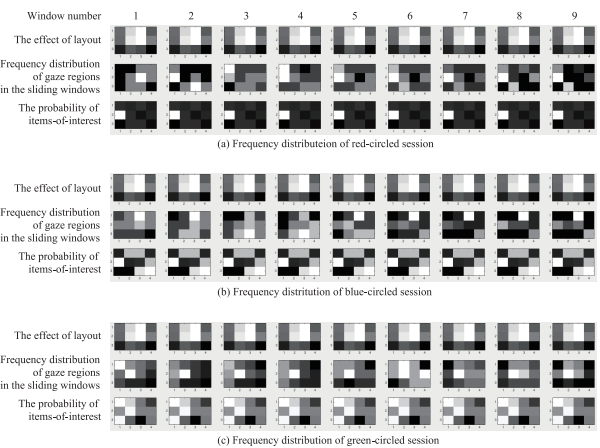 Window number 1 2 3 4 5 6 7 8 9
The effect of layout
Frequency distribution
of gaze regions
in the sliding windows
The probability of
items-of-interest
(a) Frequency distributeion of red-circled session
The effect of layout
Frequency distribution
of gaze regions
in the sliding windows
The probability of
items-of-interest
(b) Frequency distritution of blue-circled session
The effect of layout
Frequency distribution
of gaze regions
in the sliding windows
The probability of
items-of-interest
(c) Frequency distribution of green-circled session